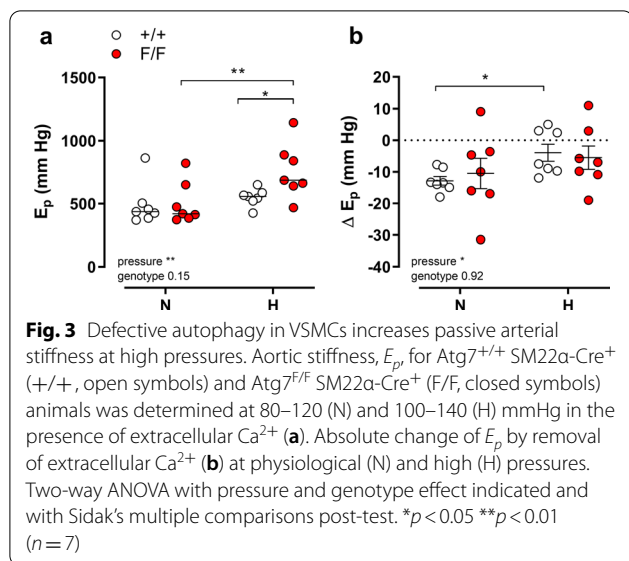 a
b
+/+
F/F
**
*
*
1500
1000
500
0
Ep (mm Hg)
pressure **
genotype 0.15
N
H
20
10
0
-10
-20
-30
-40
Δ Ep (mm Hg)
pressure *
genotype 0.92
N
H
Fig. 3 Defective autophagy in VSMCs increases passive arterial
stiffness at high pressures. Aortic stiffness, Ep, for Atg7+/+ SM22α-Cre+
(+/+, open symbols) and Atg7F/F SM22α-Cre+ (F/F, closed symbols)
animals was determined at 80–120 (N) and 100–140 (H) mmHg in the
presence of extracellular Ca2+ (a). Absolute change of Ep by removal
of extracellular Ca2+ (b) at physiological (N) and high (H) pressures.
Two-way ANOVA with pressure and genotype effect indicated and
with Sidak's multiple comparisons post-test. *p < 0.05 **p < 0.01
(n = 7)